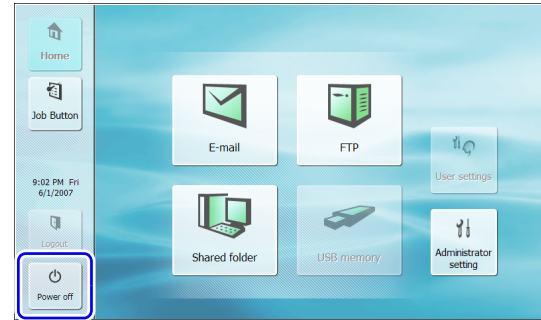 Home
Job Button
9:02 PM Fri
6/1/2007
Logout
Power off
E-mail
FTP
Shared folder
USB memory
User settings
Administrator
setting